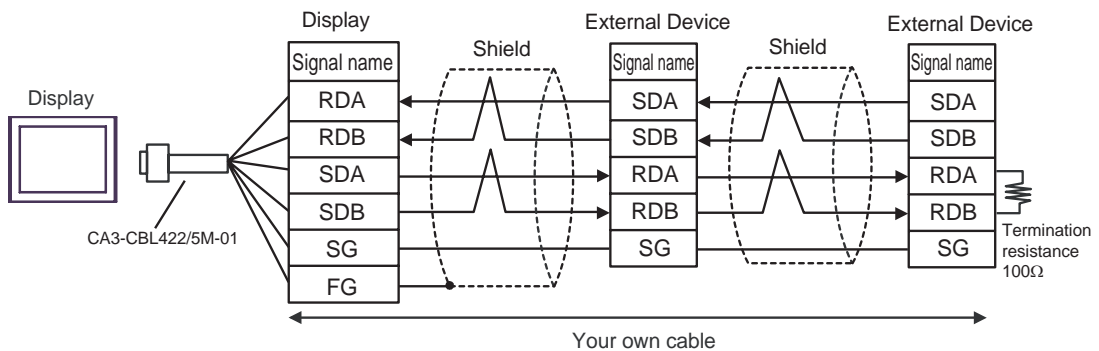 Display
CA3-CBL422/5M-01
Display
Signal name
RDA
RDB
SDA
SDB
SG
FG
Shield
External Device
Signal name
SDA
SDB
RDA
RDB
SG
Shield
External Device
Signal name
SDA
SDB
RDA
RDB
SG
Termination
resistance
100Ω
Your own cable